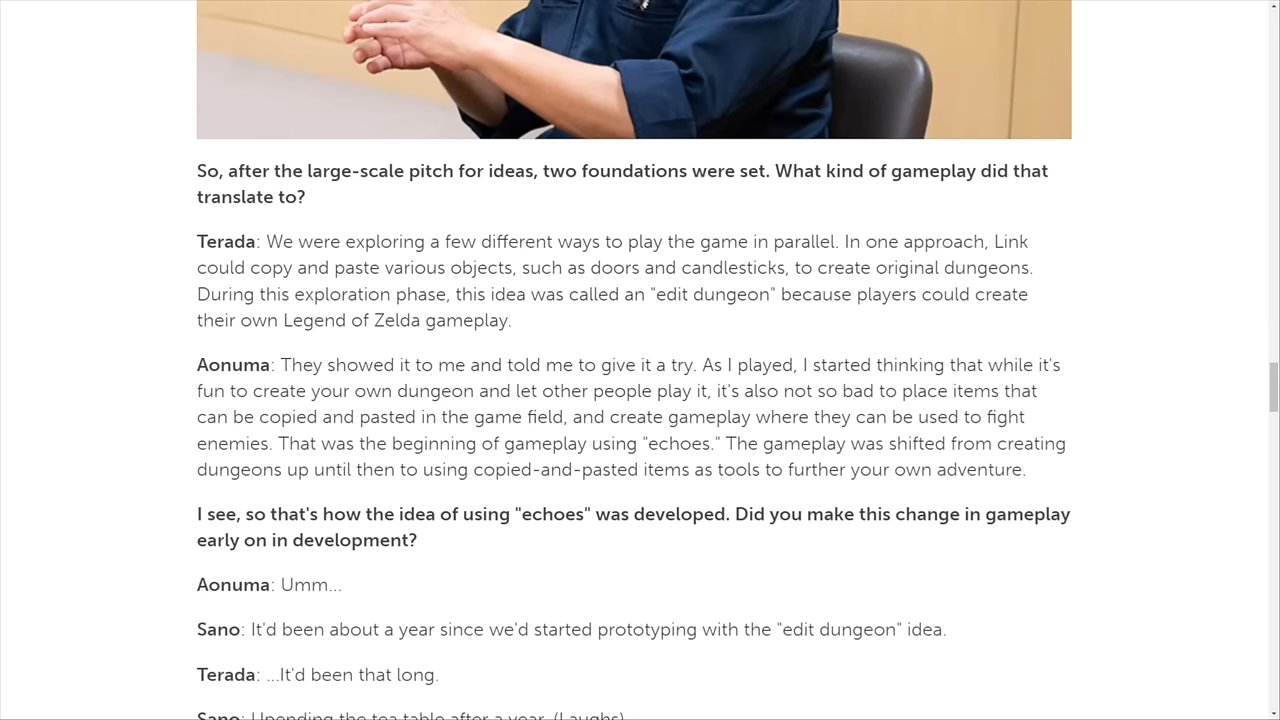 So, after the large-scale pitch for ideas, two foundations were set. What kind of gameplay did that
translate to?
Terada: We were exploring a few different ways to play the game in parallel. In one approach, Link
could copy and paste various objects, such as doors and candlesticks, to create original dungeons.
During this exploration phase, this idea was called an "edit dungeon" because players could create
their own Legend of Zelda gameplay.
Aonuma: They showed it to me and told me to give it a try. As I played, I started thinking that while it's
fun to create your own dungeon and let other people play it, it's also not so bad to place items that
can be copied and pasted in the game field, and create gameplay where they can be used to fight
enemies. That was the beginning of gameplay using "echoes." The gameplay was shifted from creating
dungeons up until then to using copied-and-pasted items as tools to further your own adventure.
I see, so that's how the idea of using "echoes" was developed. Did you make this change in gameplay
early on in development?
Aonuma: Umm...
Sano: It'd been about a year since we'd started prototyping with the "edit dungeon" idea.
Terada: ...It'd been that long.
Sano: Upending the tea table after a year. (Laughs)